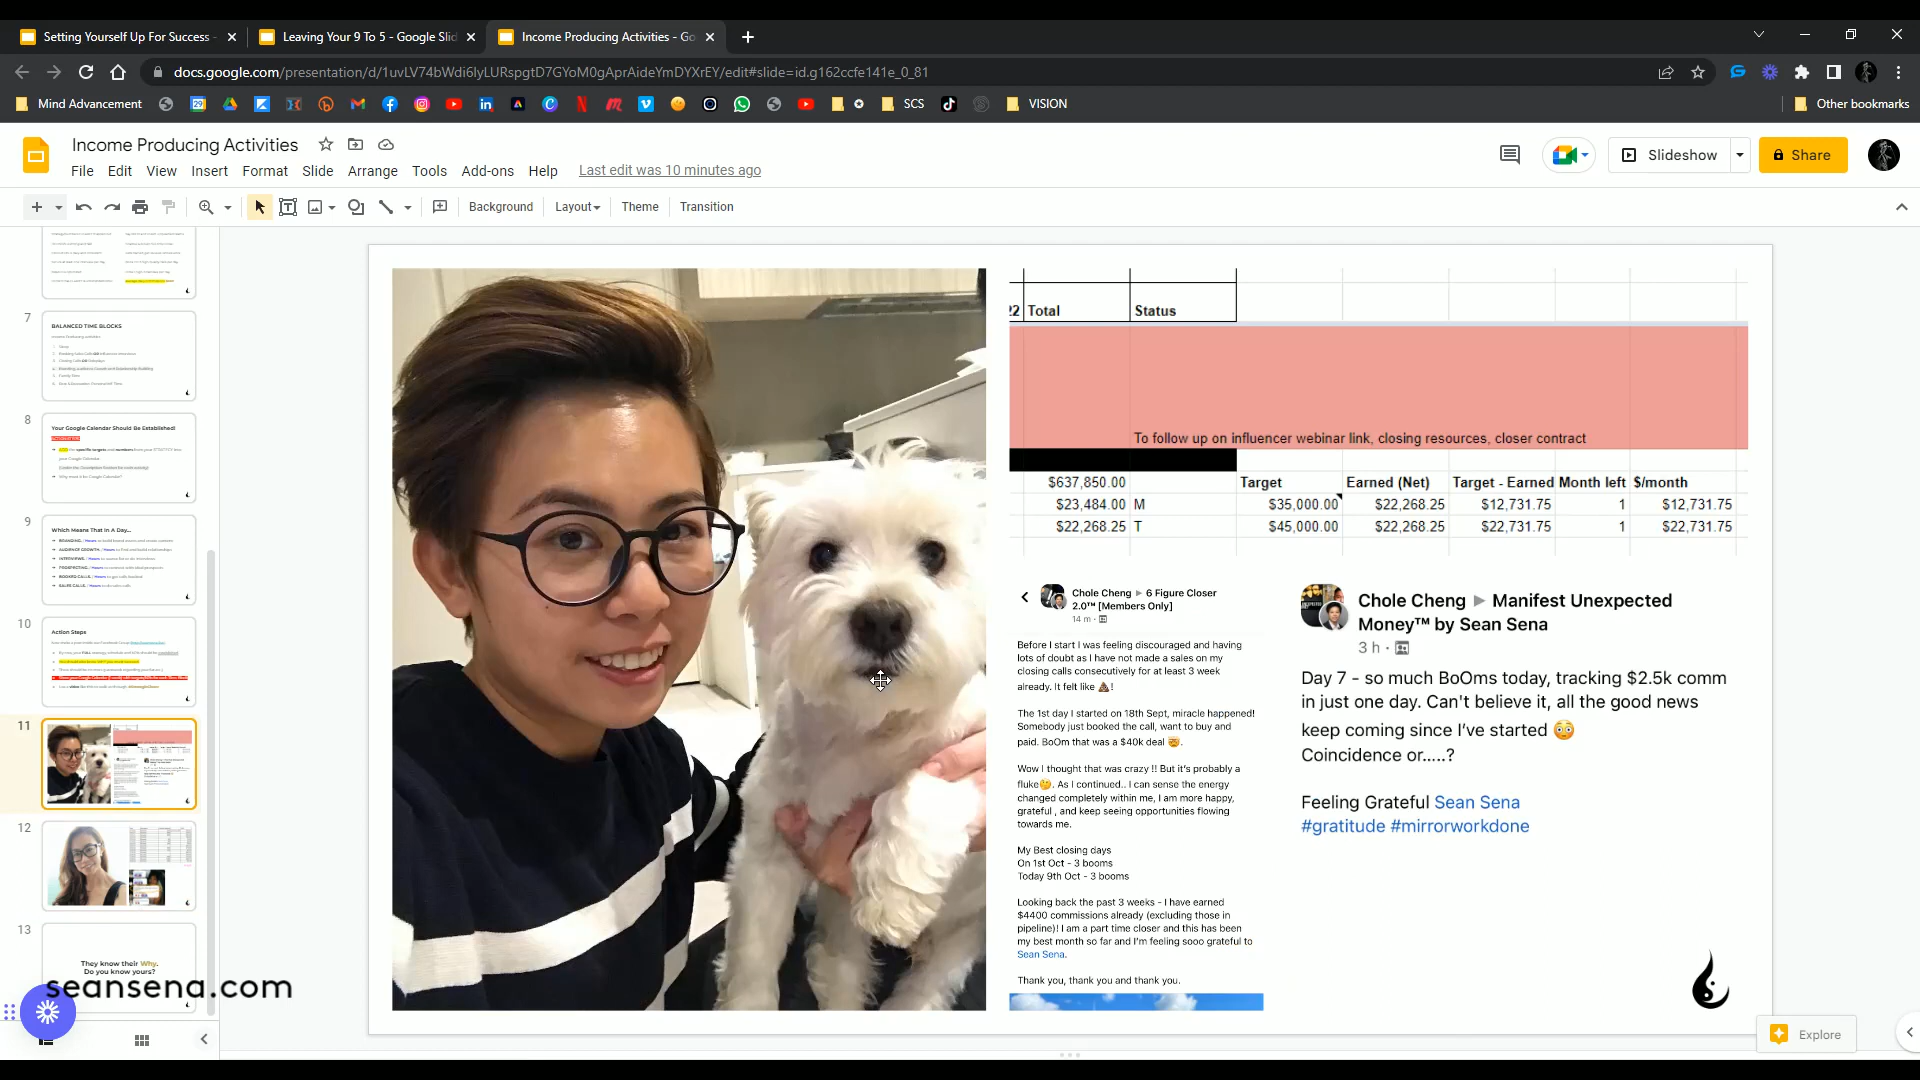 Setting Yourself Up For Success -
Leaving Your 9 To 5 - Google Slid
Income Producing Activities - Go
docs.google.com/presentation/d/1uvLV74bWdi6lyLURspgtD7GYoM0gAprAideYmDYXrEY/edit#slide=id.g162ccfe141e_0_81
Mind Advancement
SCS
VISION
Other bookmarks
Income Producing Activities
File Edit View Insert Format Slide Arrange Tools Add-ons Help Last edit was 10 minutes ago
Slideshow
Share
Background Layout Theme Transition
7
BALANCED TIME BLOCKS
8
Your Google Calendar Should Be Established!
9
Which Means That In A Day...
10
Action Steps
11
12
13
They know their Why.
Do you know yours?
seansena.com
22 Total Status
To follow up on influencer webinar link, closing resources, closer contract
$637,850.00 Target Earned (Net) Target - Earned Month left $/month
$23,484.00 M $35,000.00 $22,268.25 $12,731.75 1 $12,731.75
$22,268.25 T $45,000.00 $22,268.25 $22,731.75 1 $22,731.75
Chole Cheng ▸ 6 Figure Closer
2.0™ [Members Only]
14 m ·
Before I start I was feeling discouraged and having
lots of doubt as I have not made a sales on my
closing calls consecutively for at least 3 week
already. It felt like 💩!
The 1st day I started on 18th Sept, miracle happened!
Somebody just booked the call, want to buy and
paid. BoOm that was a $40k deal 🤯.
Wow I thought that was crazy !! But it's probably a
fluke🤔. As I continued.. I can sense the energy
changed completely within me, I am more happy,
grateful , and keep seeing opportunities flowing
towards me.
My Best closing days
On 1st Oct - 3 booms
Today 9th Oct - 3 booms
Looking back the past 3 weeks - I have earned
$4400 commissions already (excluding those in
pipeline)! I am a part time closer and this has been
my best month so far and I'm feeling sooo grateful to
Sean Sena.
Thank you, thank you and thank you.
Chole Cheng ▸ Manifest Unexpected
Money™ by Sean Sena
3 h ·
Day 7 - so much BoOms today, tracking $2.5k comm
in just one day. Can't believe it, all the good news
keep coming since I've started 😳
Coincidence or.....?
Feeling Grateful Sean Sena
#gratitude #mirrorworkdone
Explore